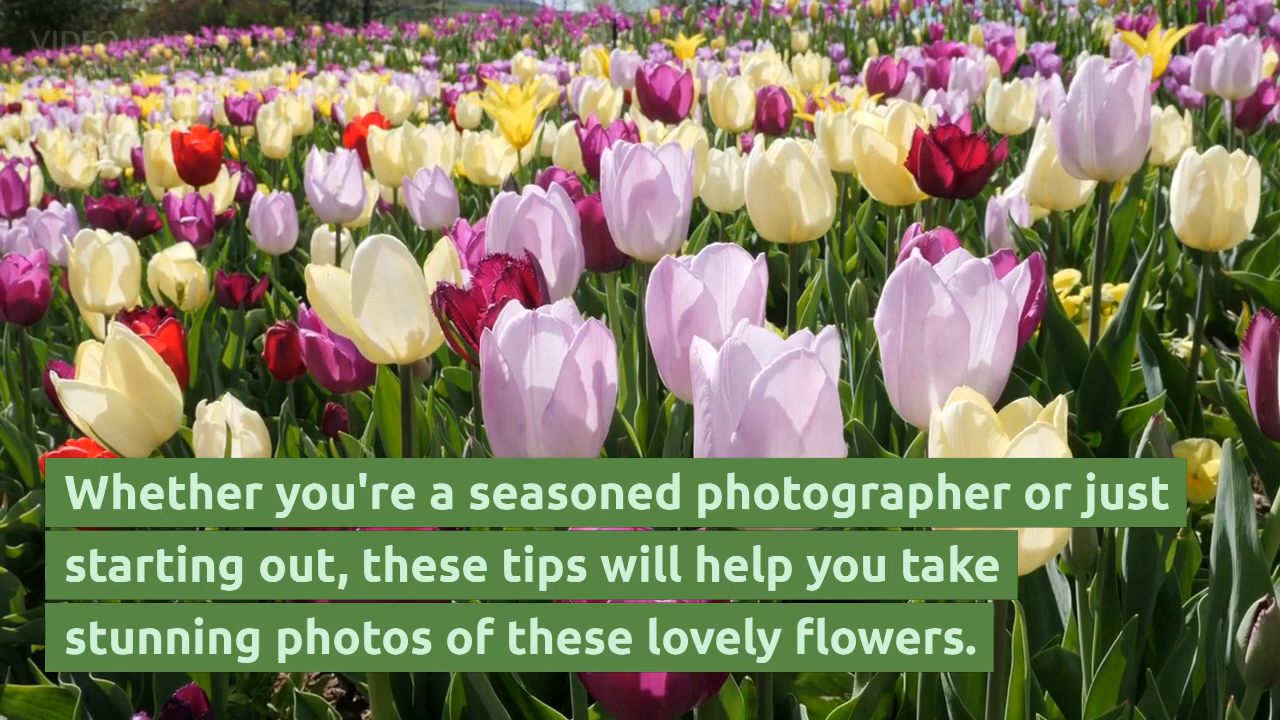 Whether you're a seasoned photographer or just
starting out, these tips will help you take
stunning photos of these lovely flowers.